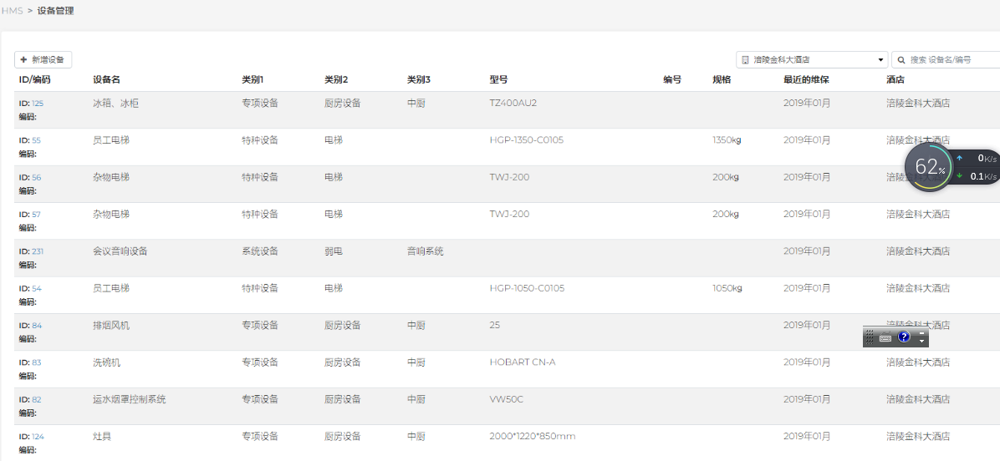 HMS > 设备管理
新增设备 涪陵金科大酒店 搜索 设备名/编号
ID/编码 设备名 类别1 类别2 类别3 型号 编号 规格 最近的维保 酒店
ID: 125 冰箱、冰柜 专项设备 厨房设备 中厨 TZ400AU2 2019年01月 涪陵金科大酒店
编码:
ID: 55 员工电梯 特种设备 电梯 HGP-1350-C0105 1350kg 2019年01月 涪陵金科大酒店
编码:
ID: 56 杂物电梯 特种设备 电梯 TWJ-200 200kg 2019年01月 涪陵金科大酒店
编码:
62% 0K/s
0.1K/s
ID: 57 杂物电梯 特种设备 电梯 TWJ-200 200kg 2019年01月 涪陵金科大酒店
编码:
ID: 231 会议音响设备 系统设备 弱电 音响系统 2019年01月 涪陵金科大酒店
编码:
ID: 54 员工电梯 特种设备 电梯 HGP-1050-C0105 1050kg 2019年01月 涪陵金科大酒店
编码:
ID: 84 排烟风机 专项设备 厨房设备 中厨 25 2019年01月 涪陵金科大酒店
编码:
ID: 83 洗碗机 专项设备 厨房设备 中厨 HOBART CN-A 2019年01月 涪陵金科大酒店
编码:
ID: 82 运水烟罩控制系统 专项设备 厨房设备 中厨 VW50C 2019年01月 涪陵金科大酒店
编码:
ID: 124 灶具 专项设备 厨房设备 中厨 2000*1220*850mm 2019年01月 涪陵金科大酒店
编码: